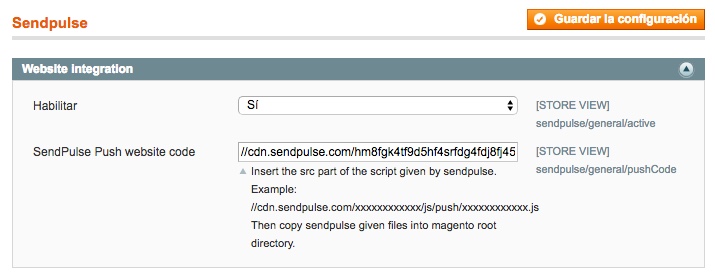 Sendpulse
Guardar la configuración
Website Integration
Habilitar
Sí
[STORE VIEW]
sendpulse/general/active
SendPulse Push website code
//cdn.sendpulse.com/hm8fgk4tf9d5hf4srfdg4fdj8fj45
[STORE VIEW]
sendpulse/general/pushCode
Insert the src part of the script given by sendpulse.
Example:
//cdn.sendpulse.com/xxxxxxxxxxxx/js/push/xxxxxxxxxxxxx.js
Then copy sendpulse given files into magento root
directory.